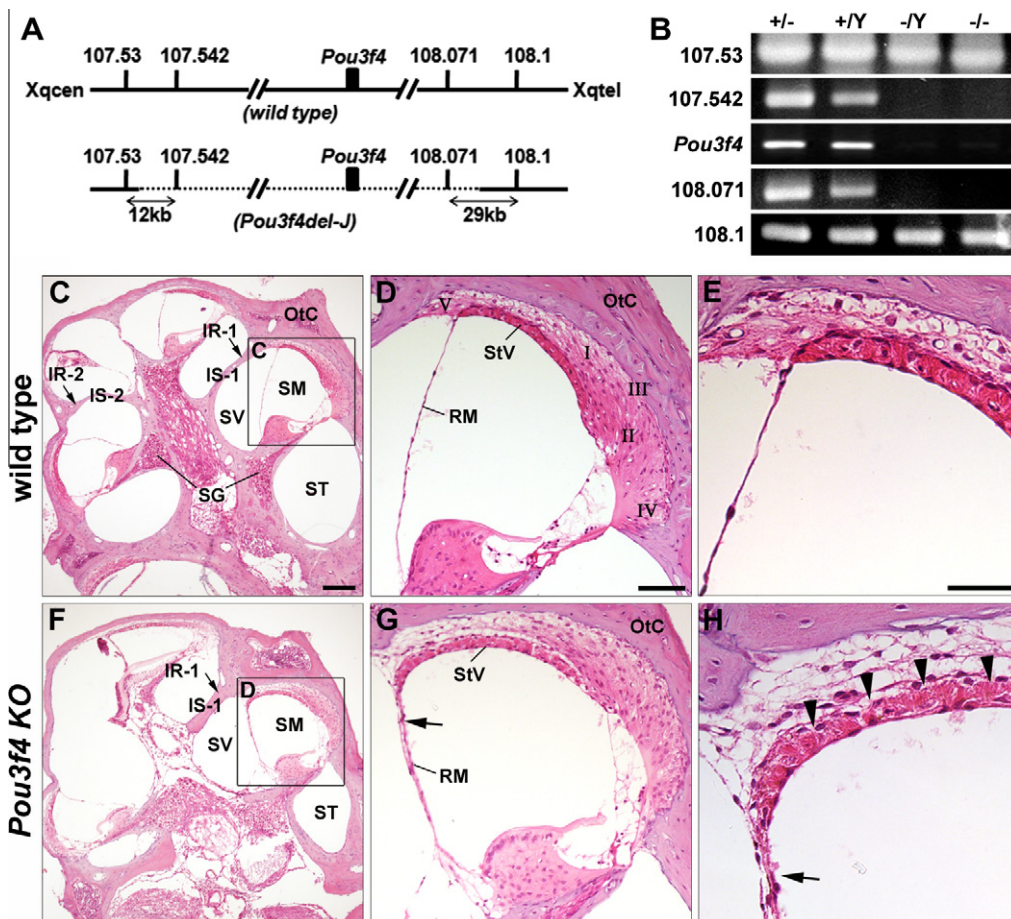 A
107.53 107.542 Pou3f4 108.071 108.1
Xqcen Xqtel
(wild type)
107.53 107.542 Pou3f4 108.071 108.1
12kb (Pou3f4del-J) 29kb
B
+/- +/Y -/Y -/-
107.53
107.542
Pou3f4
108.071
108.1
wild type
C
OtC
IR-1
C
IR-2
IS-1
SM
IS-2
SV
SG
ST
D
OtC
V
StV
I
III
RM
II
IV
E
Pou3f4 KO
F
IR-1
D
IS-1
SM
SV
ST
G
OtC
StV
RM
H